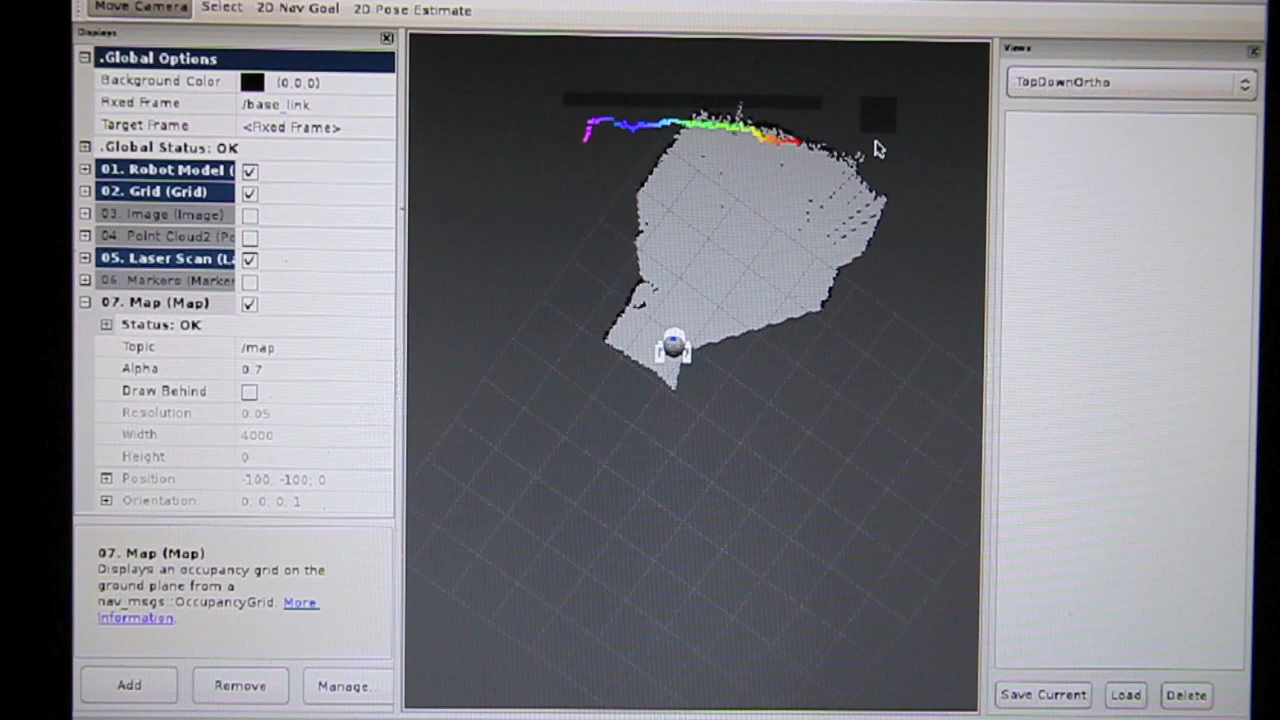 Move Camera Select 2D Nav Goal 2D Pose Estimate
Displays
Views
.Global Options
Background Color (0,0,0)
Fixed Frame /base_link
Target Frame <Fixed Frame>
.Global Status: OK
01. Robot Model (
02. Grid (Grid)
03. Image (Image)
04. Point Cloud2 (Po
05. Laser Scan (La
06. Markers (Marker
07. Map (Map)
Status: OK
Topic /map
Alpha 0.7
Draw Behind
Resolution 0.05
Width 4000
Height 0
Position -100; -100; 0
Orientation 0; 0; 0; 1
07. Map (Map)
Displays an occupancy grid on the
ground plane from a
nav_msgs::OccupancyGrid. More
Information.
Add Remove Manage...
TopDownOrtho
Save Current Load Delete